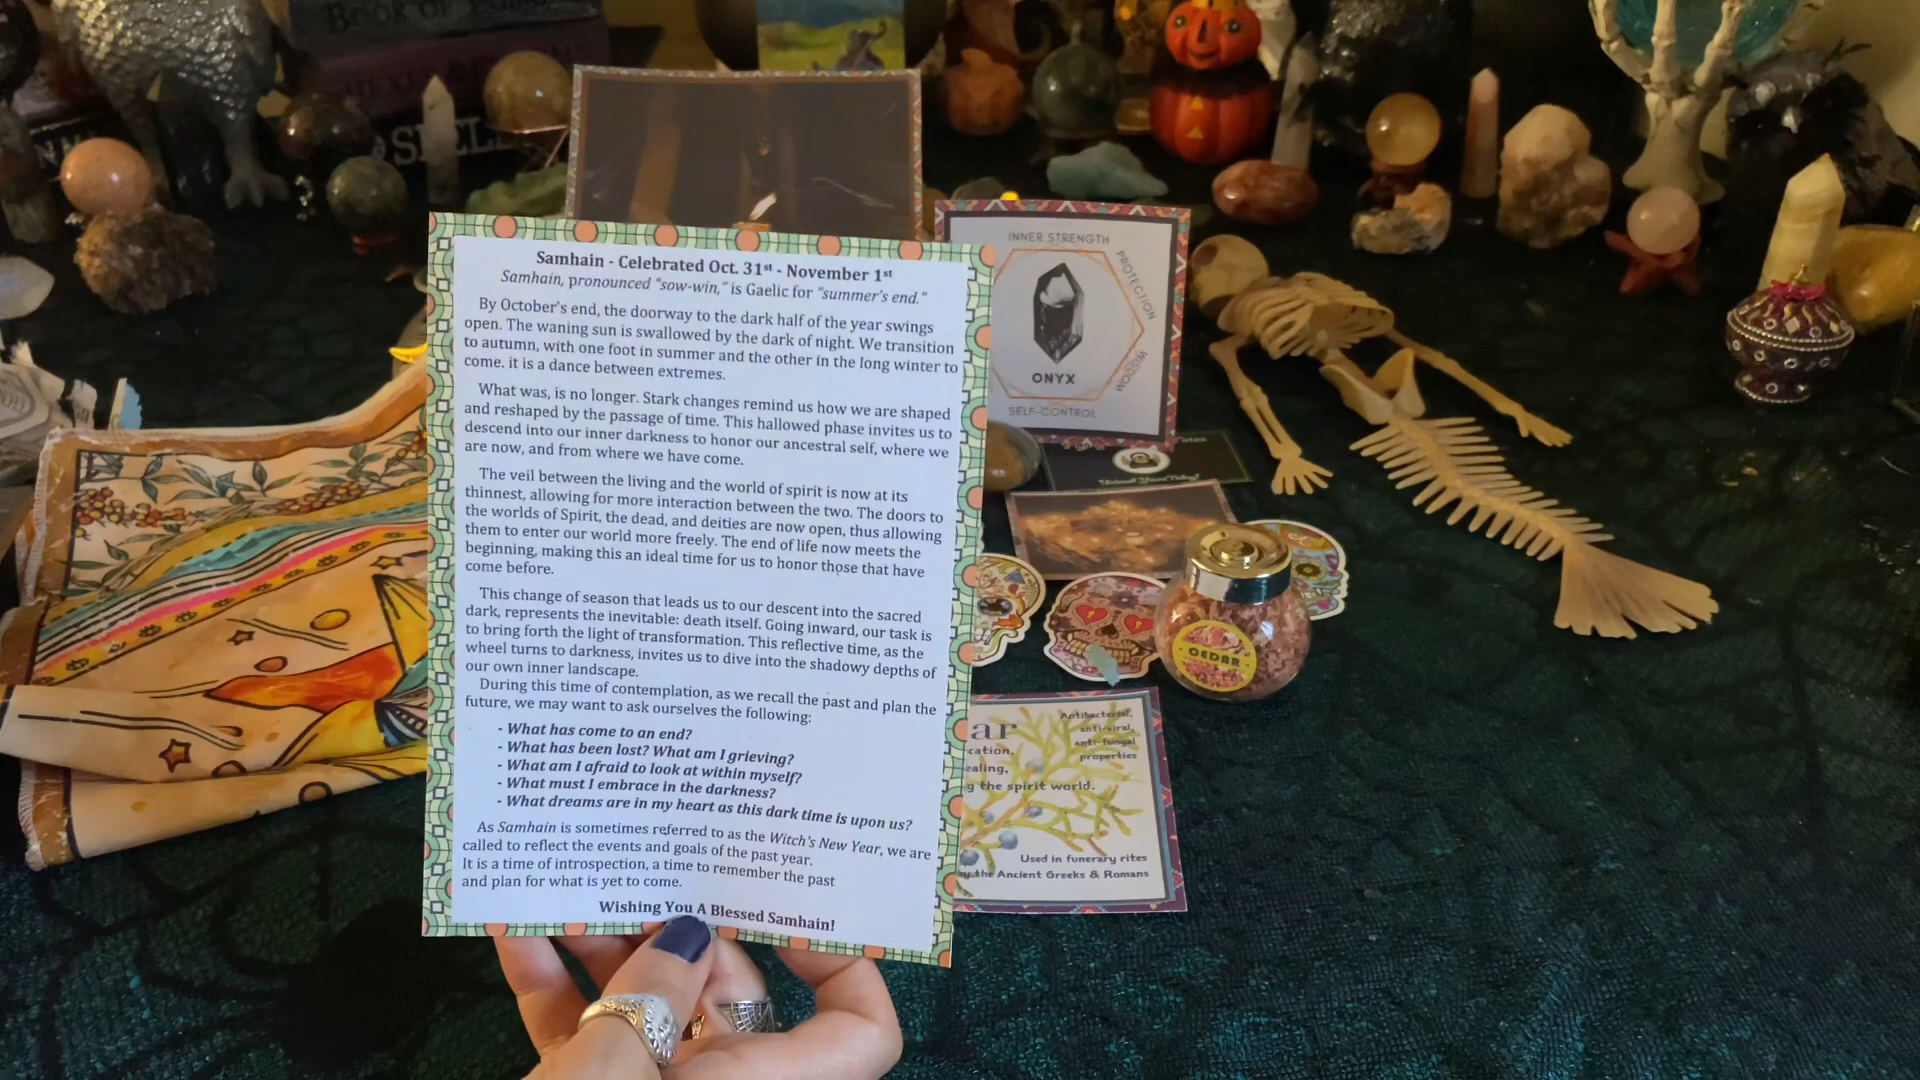 BOOK OF
SPEL
Samhain - Celebrated Oct. 31st - November 1st
Samhain, pronounced "sow-win," is Gaelic for "summer's end."
By October's end, the doorway to the dark half of the year swings
open. The waning sun is swallowed by the dark of night. We transition
to autumn, with one foot in summer and the other in the long winter to
come. it is a dance between extremes.
What was, is no longer. Stark changes remind us how we are shaped
and reshaped by the passage of time. This hallowed phase invites us to
descend into our inner darkness to honor our ancestral self, where we
are now, and from where we have come.
The veil between the living and the world of spirit is now at its
thinnest, allowing for more interaction between the two. The doors to
the worlds of Spirit, the dead, and deities are now open, thus allowing
them to enter our world more freely. The end of life now meets the
beginning, making this an ideal time for us to honor those that have
come before.
This change of season that leads us to our descent into the sacred
dark, represents the inevitable: death itself. Going inward, our task is
to bring forth the light of transformation. This reflective time, as the
wheel turns to darkness, invites us to dive into the shadowy depths of
our own inner landscape.
During this time of contemplation, as we recall the past and plan the
future, we may want to ask ourselves the following:
- What has come to an end?
- What has been lost? What am I grieving?
- What am I afraid to look at within myself?
- What must I embrace in the darkness?
- What dreams are in my heart as this dark time is upon us?
As Samhain is sometimes referred to as the Witch's New Year, we are
called to reflect the events and goals of the past year.
It is a time of introspection, a time to remember the past
and plan for what is yet to come.
Wishing You A Blessed Samhain!
INNER STRENGTH
PROTECTION
WISDOM
ONYX
SELF-CONTROL
CEDAR
ar
cation,
ealing,
g the spirit world.
Antibacterial,
anti-viral,
anti-fungal
properties
Used in funerary rites
the Ancient Greeks & Romans